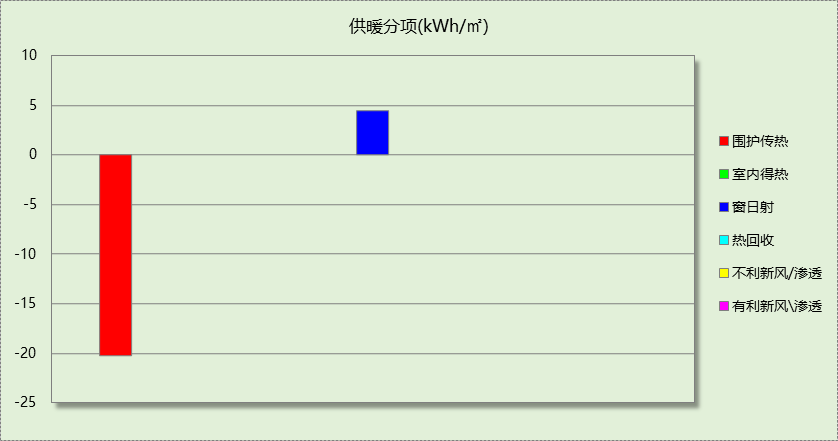 供暖分项(kWh/㎡)
10
5
0
-5
-10
-15
-20
-25
围护传热
室内得热
窗日射
热回收
不利新风/渗透
有利新风\渗透